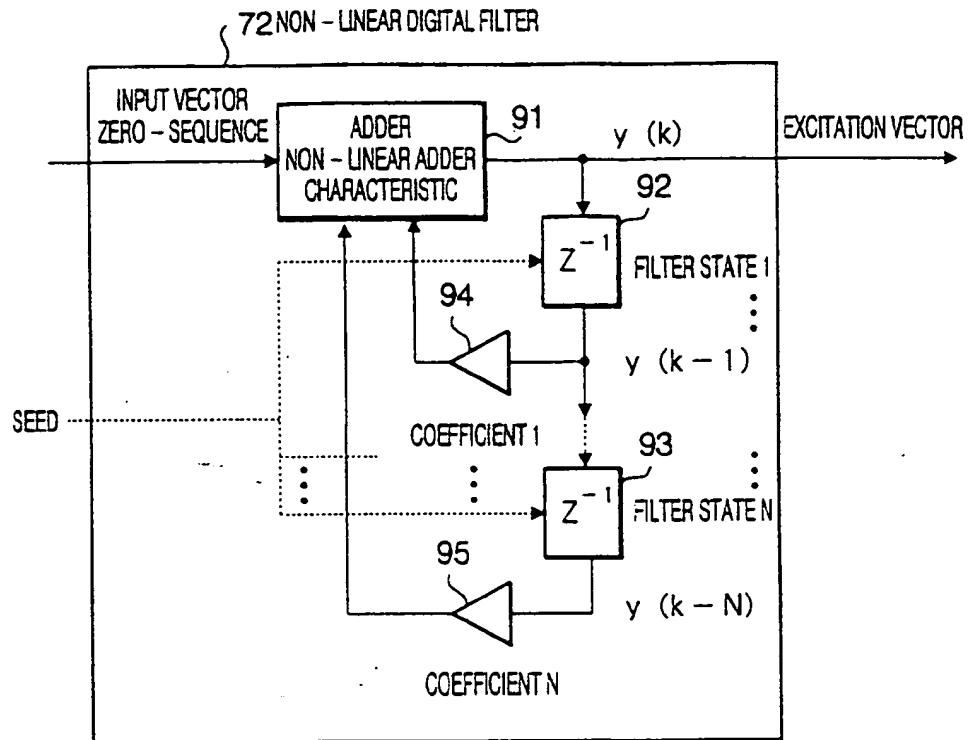 72 NON-LINEAR DIGITAL FILTER
INPUT VECTOR
ZERO-SEQUENCE
ADDER
NON-LINEAR ADDER
CHARACTERISTIC
91
y (k)
EXCITATION VECTOR
92
Z⁻¹
FILTER STATE 1
94
y (k-1)
SEED
COEFFICIENT 1
93
Z⁻¹
FILTER STATE N
95
y (k-N)
COEFFICIENT N